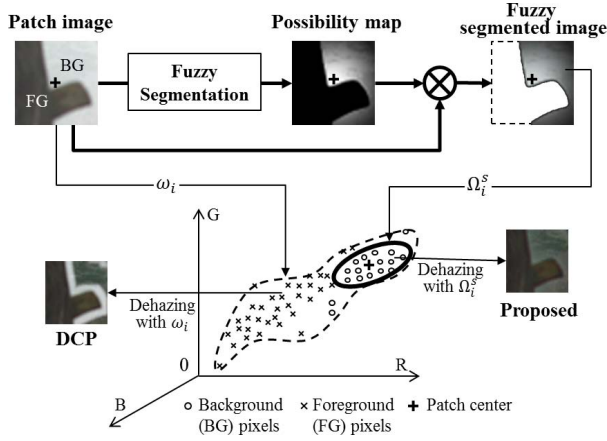 Patch image
Possibility map
Fuzzy
segmented image
BG
FG
Fuzzy
Segmentation
ω_i
Ω_i^s
G
Dehazing
with ω_i
DCP
Dehazing
with Ω_i^s
Proposed
0
R
B
Background
(BG) pixels
Foreground
(FG) pixels
Patch center